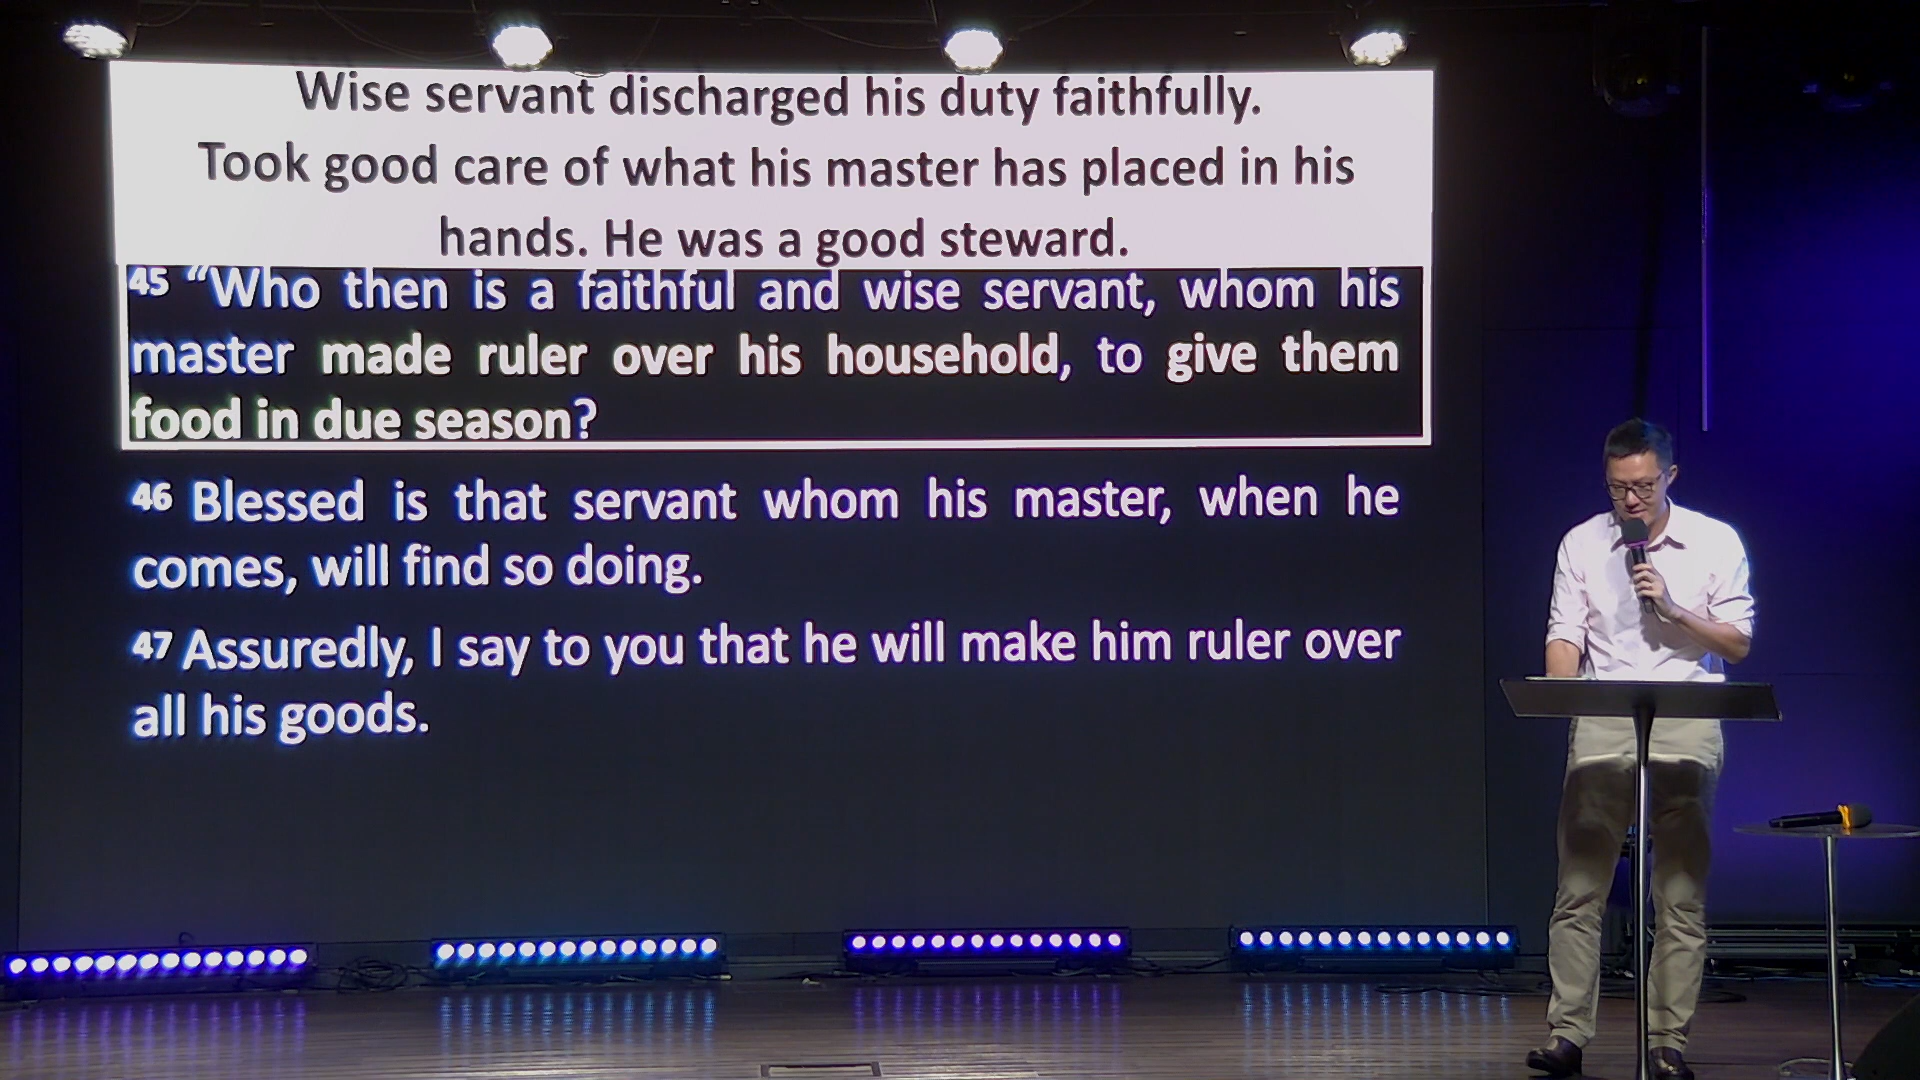 Wise servant discharged his duty faithfully.
Took good care of what his master has placed in his
hands. He was a good steward.
45 “Who then is a faithful and wise servant, whom his
master made ruler over his household, to give them
food in due season?
46 Blessed is that servant whom his master, when he
comes, will find so doing.
47 Assuredly, I say to you that he will make him ruler over
all his goods.